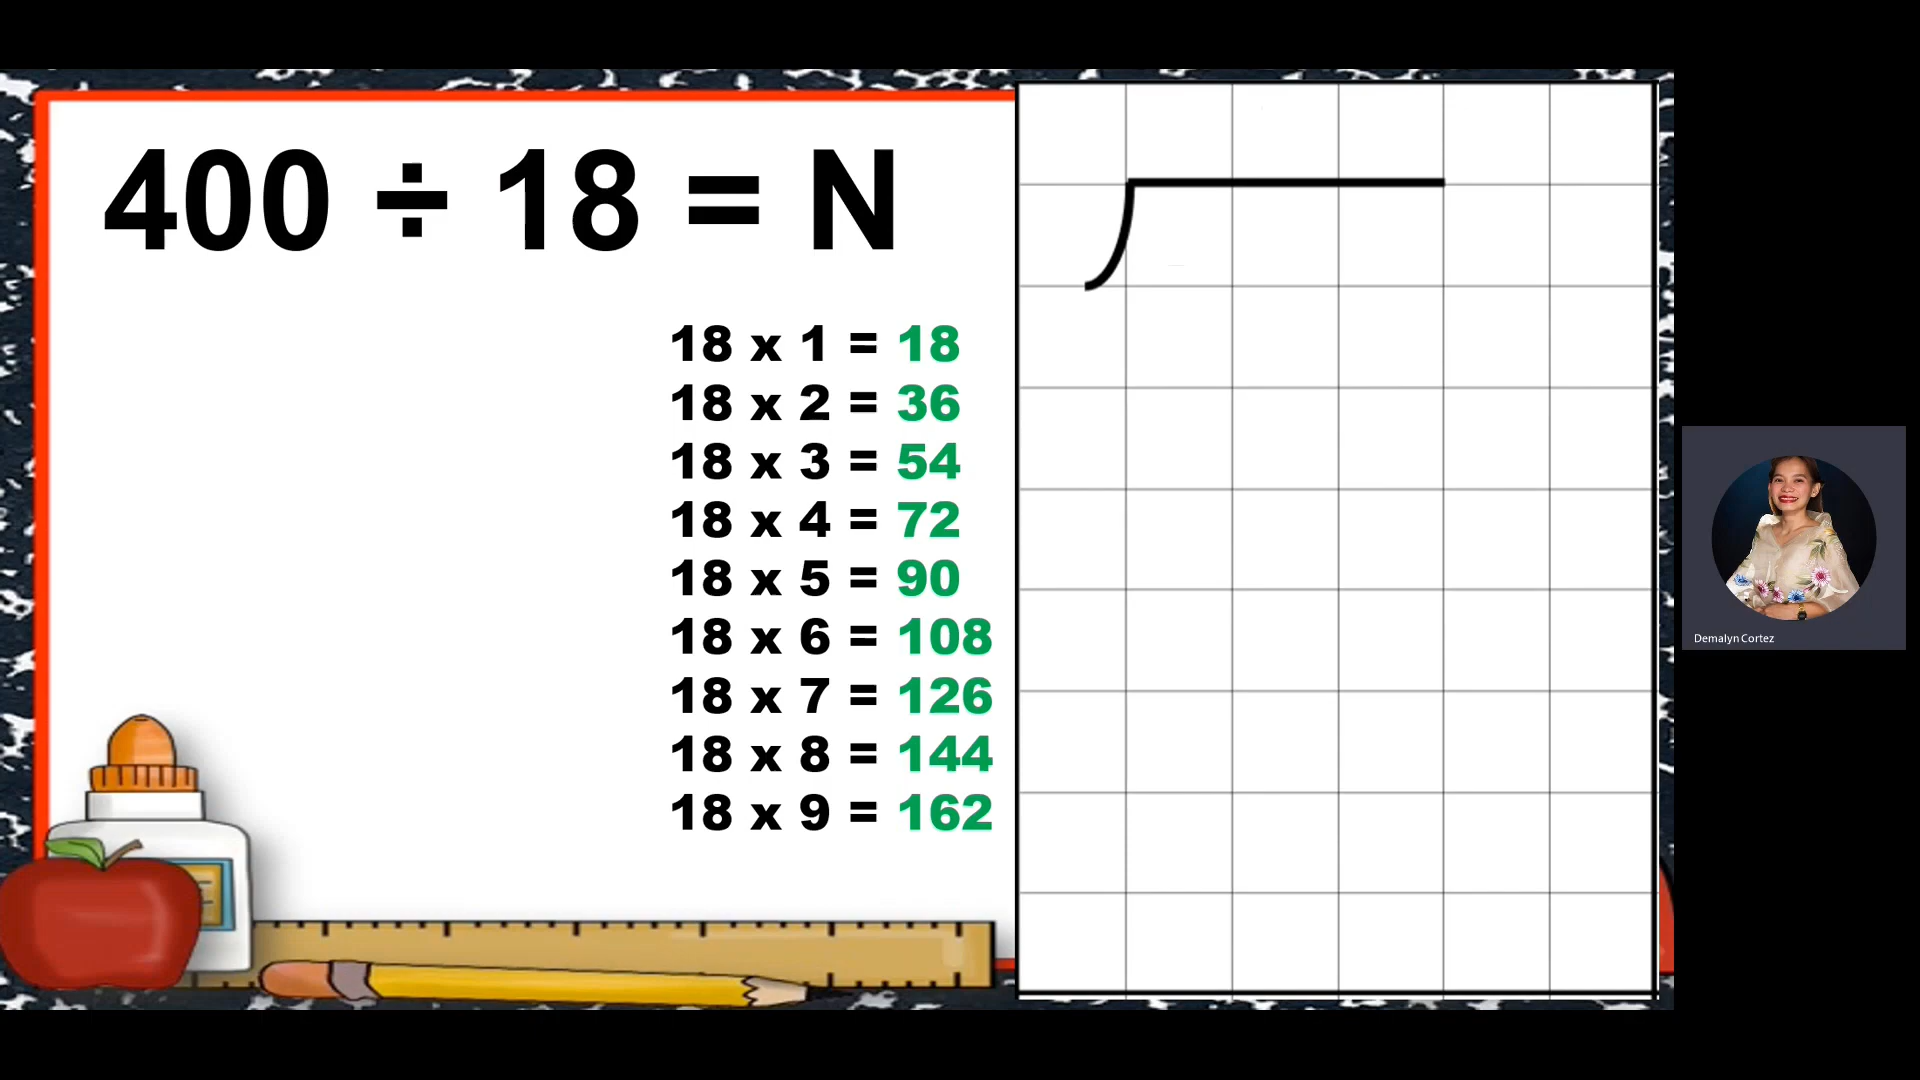 400 ÷ 18 = N
18 x 1 = 18
18 x 2 = 36
18 x 3 = 54
18 x 4 = 72
18 x 5 = 90
18 x 6 = 108
18 x 7 = 126
18 x 8 = 144
18 x 9 = 162
Demalyn Cortez